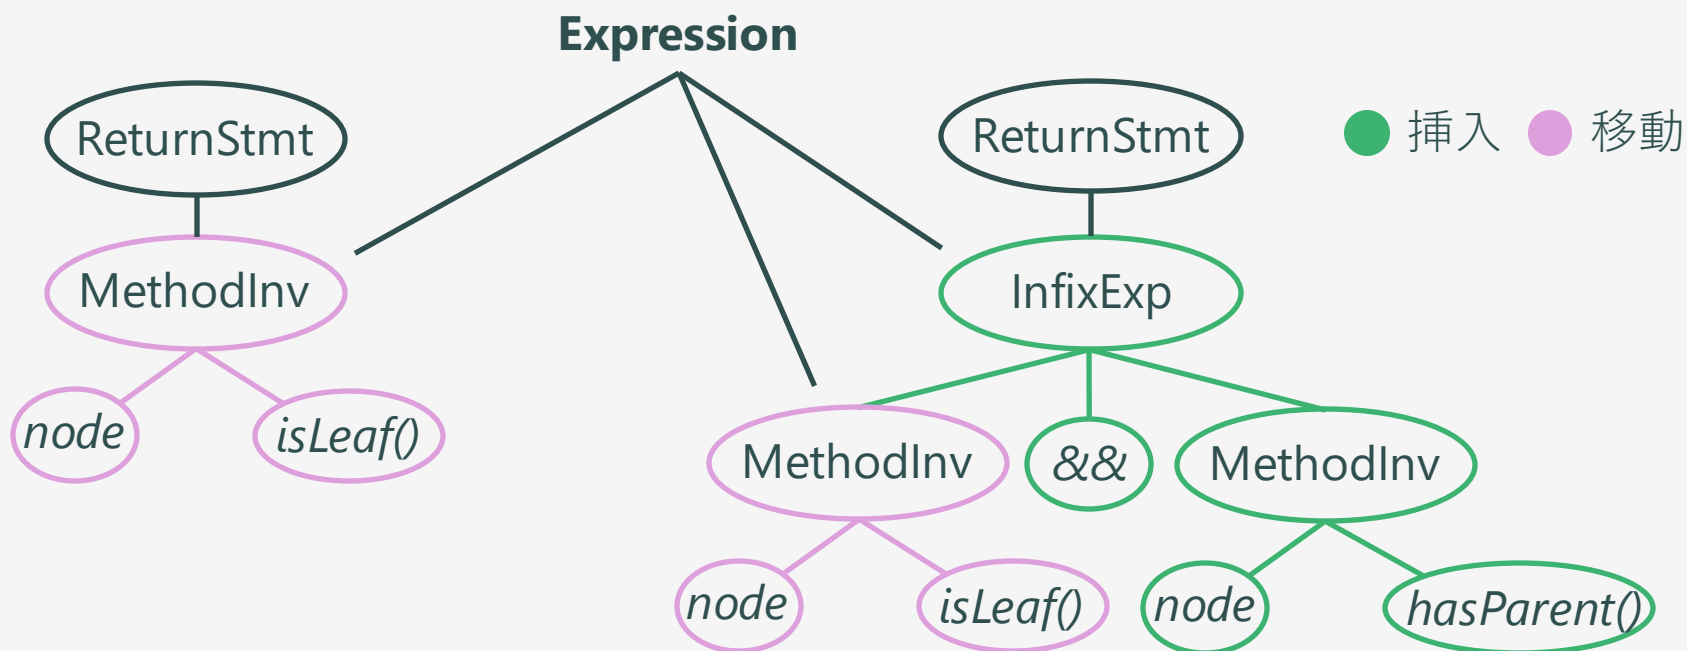 Expression
ReturnStmt
ReturnStmt
挿入
移動
MethodInv
InfixExp
node
isLeaf()
MethodInv
&&
MethodInv
node
isLeaf()
node
hasParent()